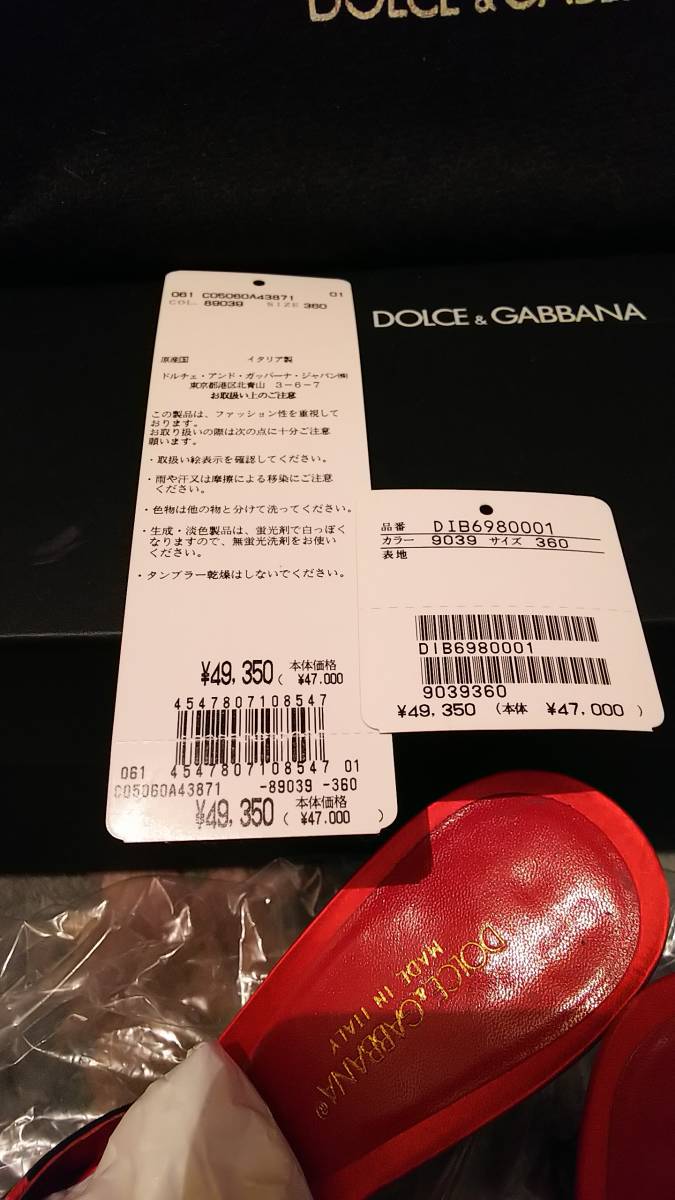 DOLCE & GABBANA
061 C05060A43871 01
COL. 89039 SIZE 360
原産国 イタリア製
ドルチェ・アンド・ガッバーナ・ジャパン㈱
東京都港区北青山 3-6-7
お取扱い上のご注意
この製品は、ファッション性を重視して
おります。
お取り扱いの際は次の点に十分ご注意
願います。
・取扱い絵表示を確認してください。
・雨や汗又は摩擦による移染にご注意
ください。
・色物は他の物と分けて洗ってください。
・生成・淡色製品は、蛍光剤で白っぽく
なりますので、無蛍光洗剤をお使い
ください。
・タンブラー乾燥はしないでください。
¥49,350 (本体価格 ¥47.000
4547807108547
061 4547807108547 01
C05060A43871 -89039 -360
¥49,350 (本体価格 ¥47.000 )
DOLCE & GABBANA
品番 DIB6980001
カラー 9039 サイズ 360
表地
DIB6980001
9039360
¥49,350 (本体 ¥47,000 )
DOLCE&GABBANA
MADE IN ITALY